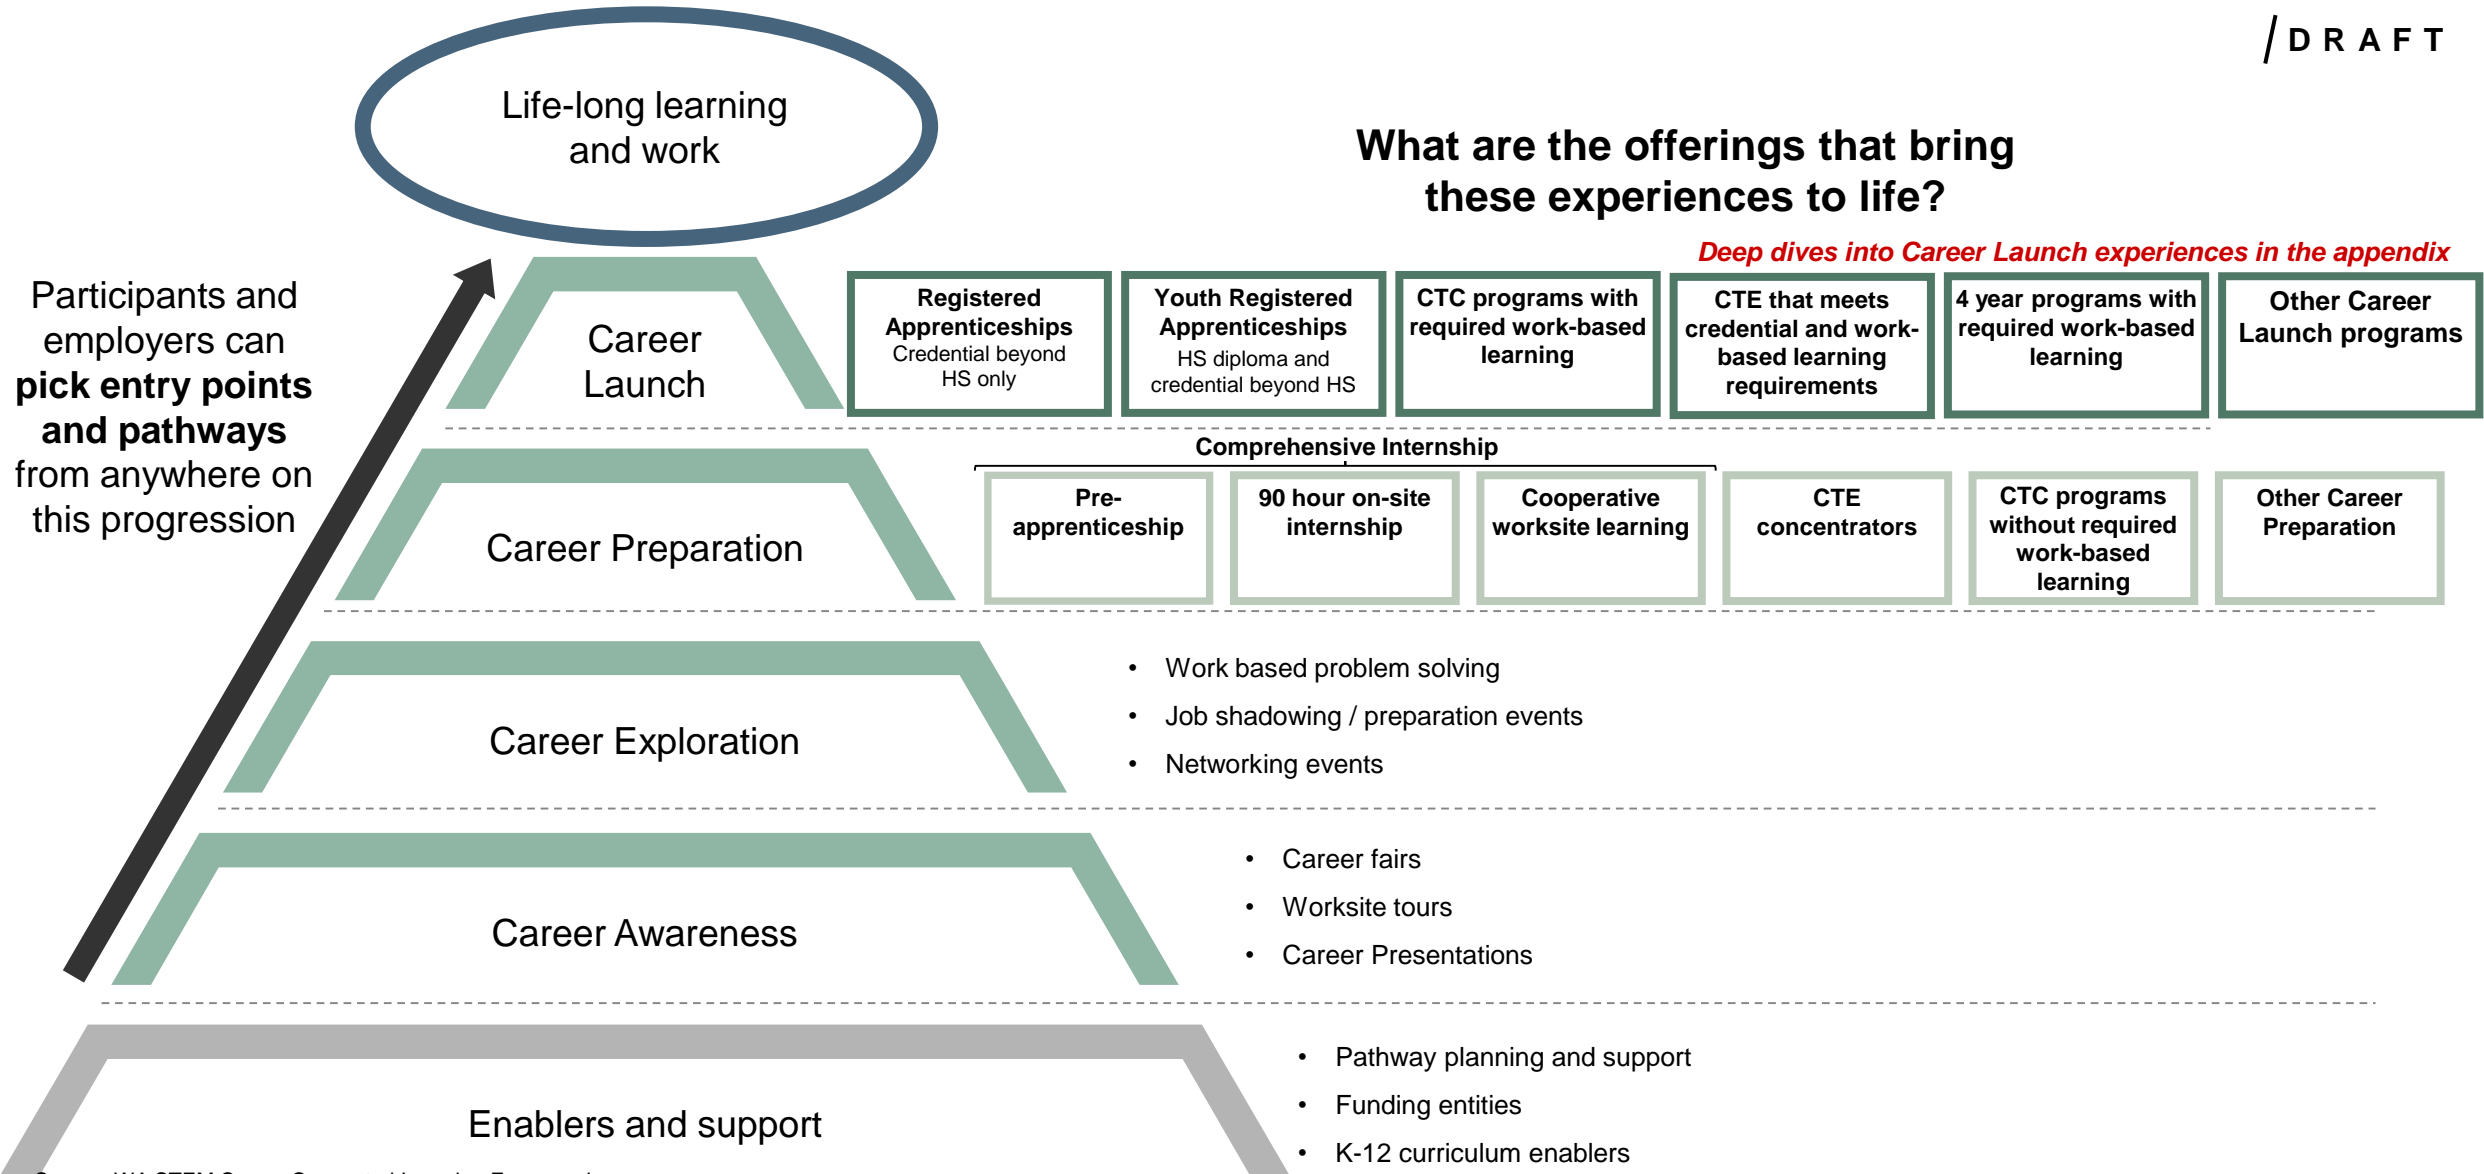 / D R A F T
Life-long learning
and work
What are the offerings that bring
these experiences to life?
Deep dives into Career Launch experiences in the appendix
Participants and
employers can
pick entry points
and pathways
from anywhere on
this progression
Career
Launch
Registered
Apprenticeships
Credential beyond
HS only
Youth Registered
Apprenticeships
HS diploma and
credential beyond HS
CTC programs with
required work-based
learning
CTE that meets
credential and work-
based learning
requirements
4 year programs with
required work-based
learning
Other Career
Launch programs
Comprehensive Internship
Career Preparation
Pre-
apprenticeship
90 hour on-site
internship
Cooperative
worksite learning
CTE
concentrators
CTC programs
without required
work-based
learning
Other Career
Preparation
Career Exploration
• Work based problem solving
• Job shadowing / preparation events
• Networking events
Career Awareness
• Career fairs
• Worksite tours
• Career Presentations
Enablers and support
• Pathway planning and support
• Funding entities
• K-12 curriculum enablers